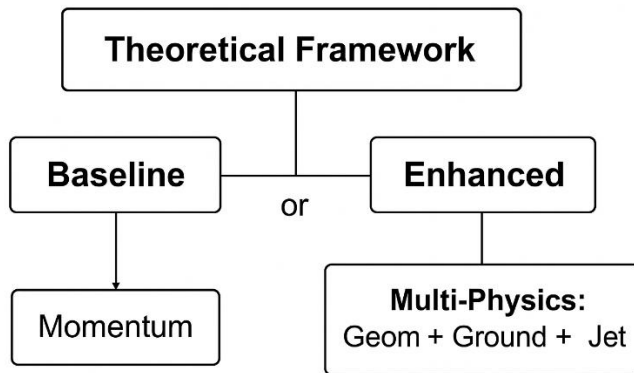 Theoretical Framework
Baseline
Enhanced
or
Momentum
Multi-Physics:
Geom + Ground + Jet